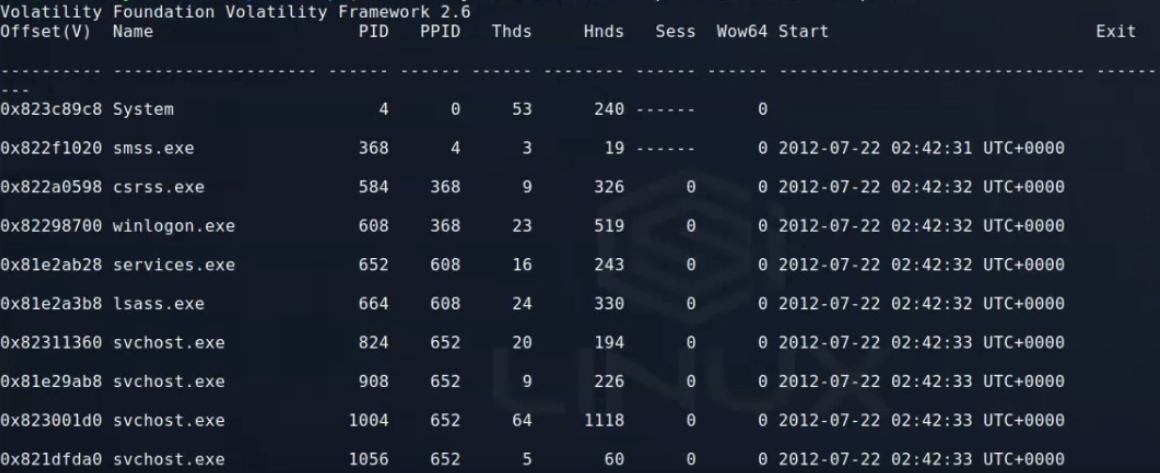 Volatility Foundation Volatility Framework 2.6
Offset(V) Name PID PPID Thds Hnds Sess Wow64 Start Exit
---------- -------------------- ------ ------ ------ -------- ------ ------ ------------------------------ ------
---
0x823c89c8 System 4 0 53 240 ------ 0
0x822f1020 smss.exe 368 4 3 19 ------ 0 2012-07-22 02:42:31 UTC+0000
0x822a0598 csrss.exe 584 368 9 326 0 0 2012-07-22 02:42:32 UTC+0000
0x82298700 winlogon.exe 608 368 23 519 0 0 2012-07-22 02:42:32 UTC+0000
0x81e2ab28 services.exe 652 608 16 243 0 0 2012-07-22 02:42:32 UTC+0000
0x81e2a3b8 lsass.exe 664 608 24 330 0 0 2012-07-22 02:42:32 UTC+0000
0x82311360 svchost.exe 824 652 20 194 0 0 2012-07-22 02:42:33 UTC+0000
0x81e29ab8 svchost.exe 908 652 9 226 0 0 2012-07-22 02:42:33 UTC+0000
0x823001d0 svchost.exe 1004 652 64 1118 0 0 2012-07-22 02:42:33 UTC+0000
0x821dfda0 svchost.exe 1056 652 5 60 0 0 2012-07-22 02:42:33 UTC+0000
LINUX